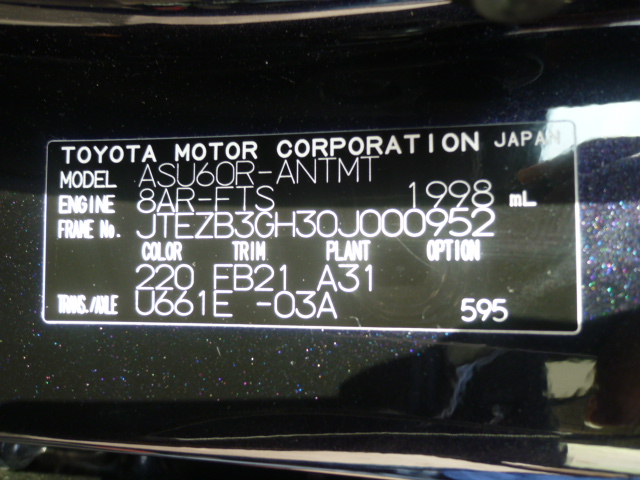 TOYOTA MOTOR CORPORATION JAPAN
MODEL ASU60R-ANTMT
ENGINE 8AR-FTS 1998 mL
FRAME No. JTEZB3GH30J000952
COLOR TRIM PLANT OPTION
220 FB21 A31
TRANS./AXLE U661E -03A 595